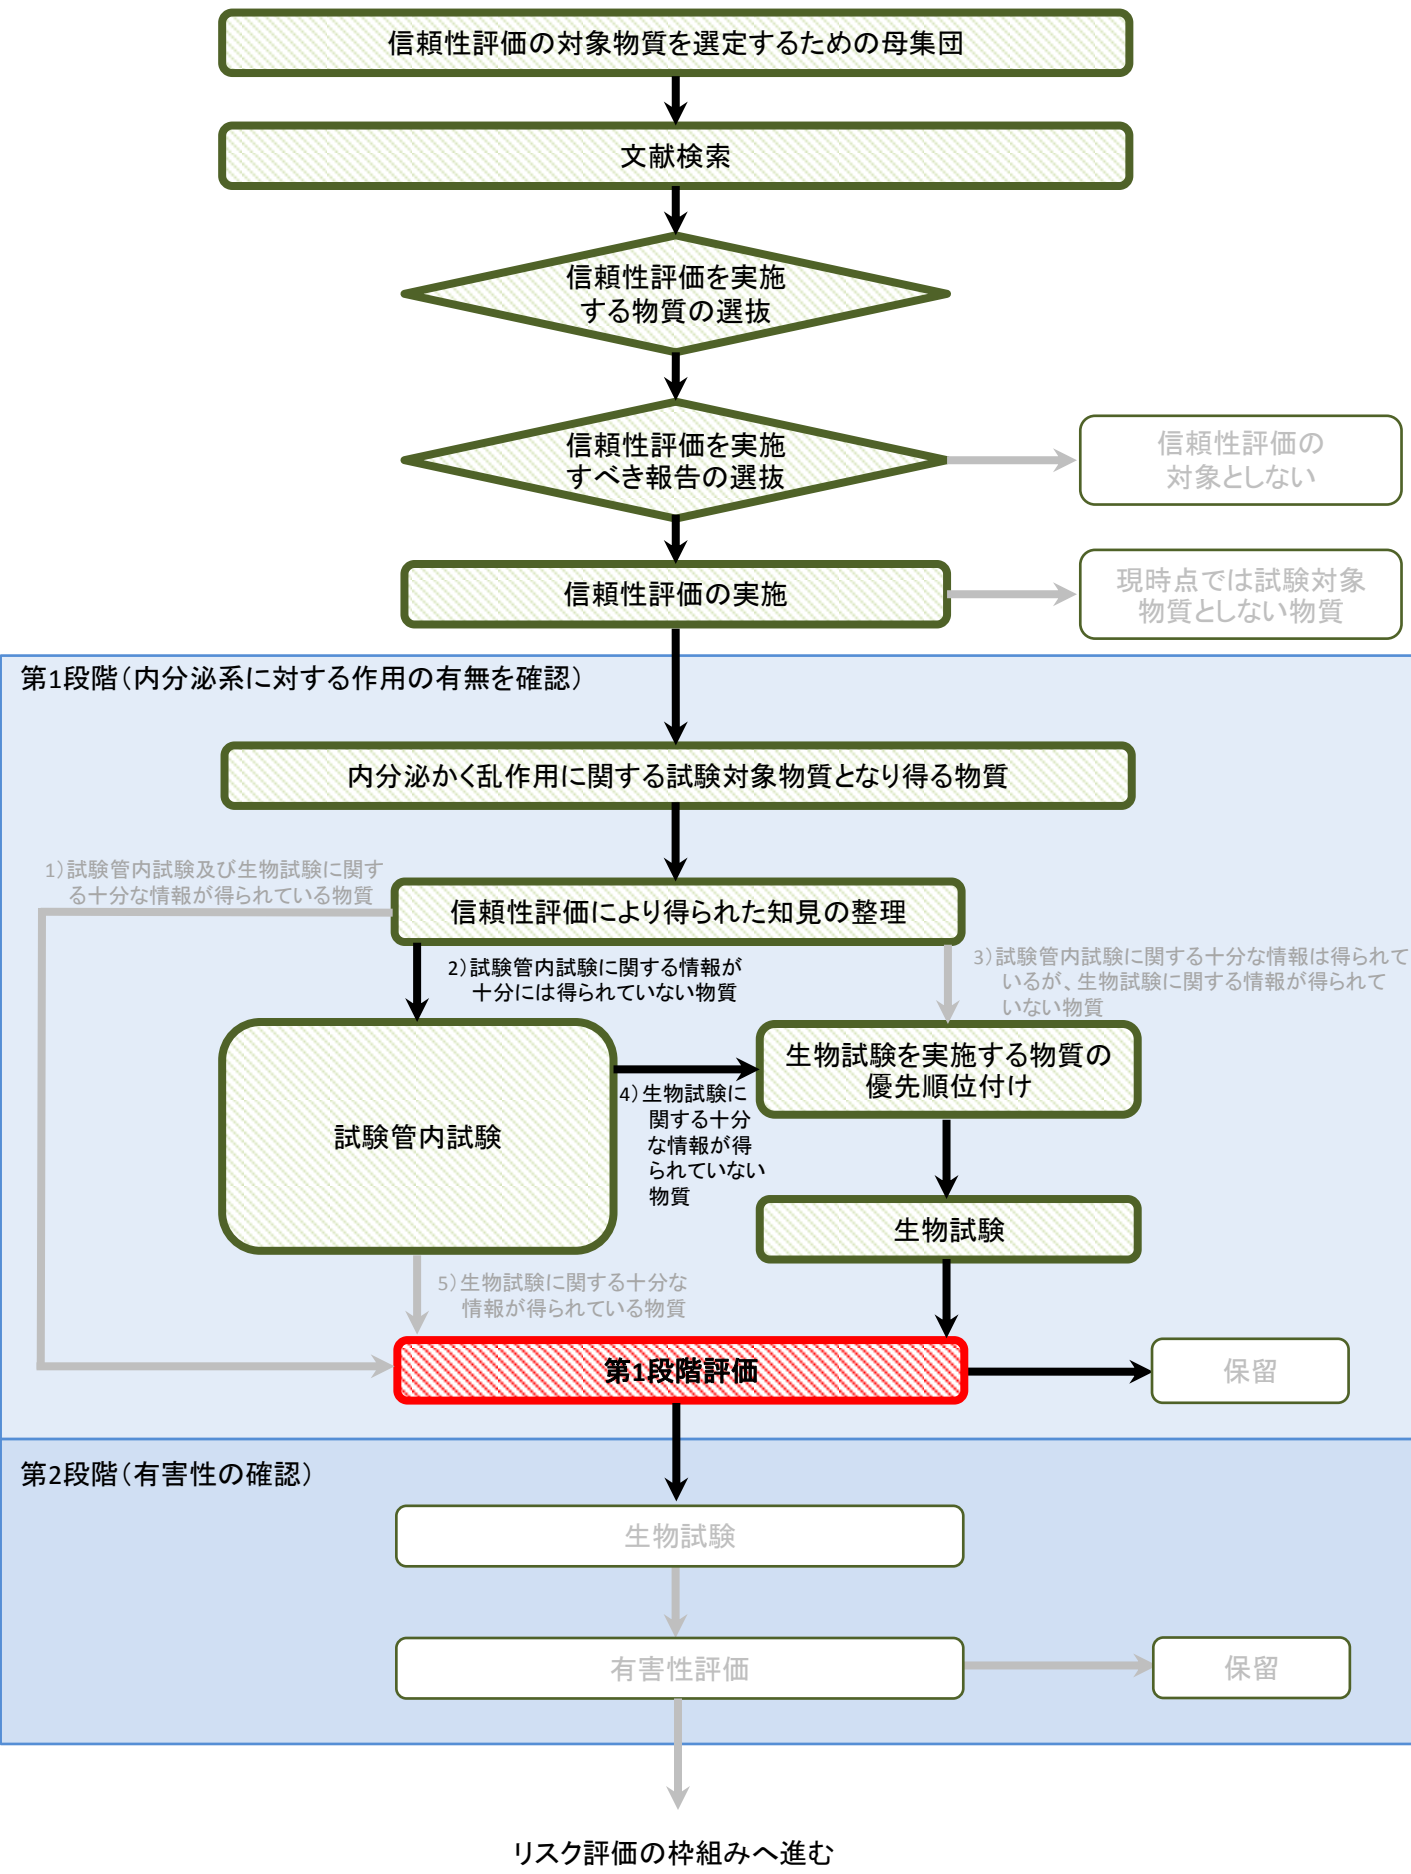 信頼性評価の対象物質を選定するための母集団
文献検索
信頼性評価を実施
する物質の選抜
信頼性評価を実施
すべき報告の選抜
信頼性評価の
対象としない
信頼性評価の実施
現時点では試験対象
物質としない物質
第1段階（内分泌系に対する作用の有無を確認）
内分泌かく乱作用に関する試験対象物質となり得る物質
1）試験管内試験及び生物試験に関す
る十分な情報が得られている物質
信頼性評価により得られた知見の整理
2）試験管内試験に関する情報が
十分には得られていない物質
3）試験管内試験に関する十分な情報は得られて
いるが、生物試験に関する情報が得られて
いない物質
試験管内試験
4）生物試験に
関する十分
な情報が得
られていない
物質
生物試験を実施する物質の
優先順位付け
生物試験
5）生物試験に関する十分な
情報が得られている物質
第1段階評価
保留
第2段階（有害性の確認）
生物試験
有害性評価
保留
リスク評価の枠組みへ進む